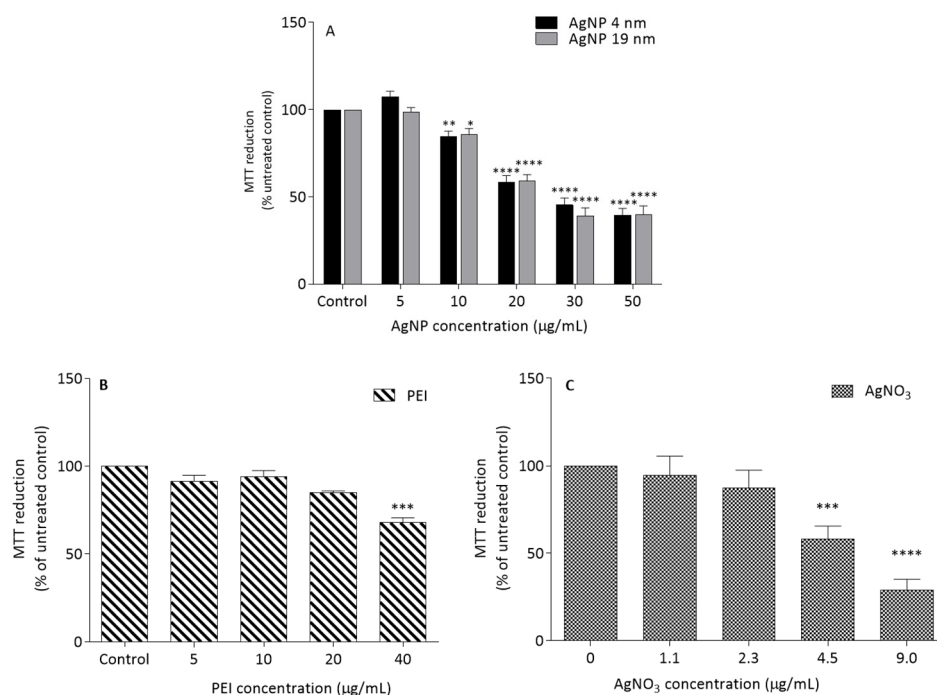 A
AgNP 4 nm
AgNP 19 nm
150
100
50
0
MTT reduction
(% untreated control)
** *
**** ****
**** ****
**** ****
Control 5 10 20 30 50
AgNP concentration (µg/mL)
B
PEI
150
100
50
0
MTT reduction
(% of untreated control)
***
Control 5 10 20 40
PEI concentration (µg/mL)
C
AgNO₃
150
100
50
0
MTT reduction
(% of untreated control)
***
****
0 1.1 2.3 4.5 9.0
AgNO₃ concentration (µg/mL)